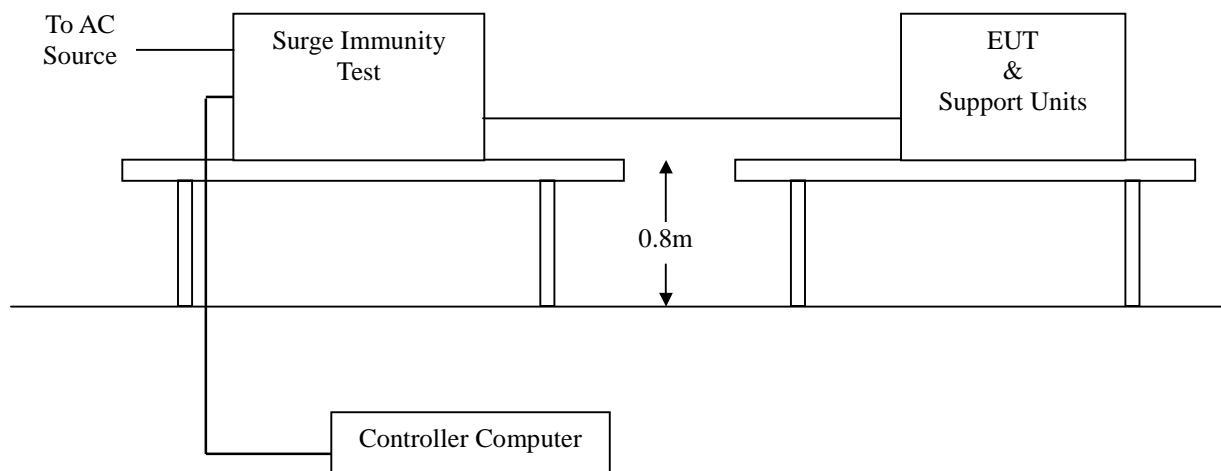 To AC
Source
Surge Immunity
Test
EUT
&
Support Units
0.8m
Controller Computer